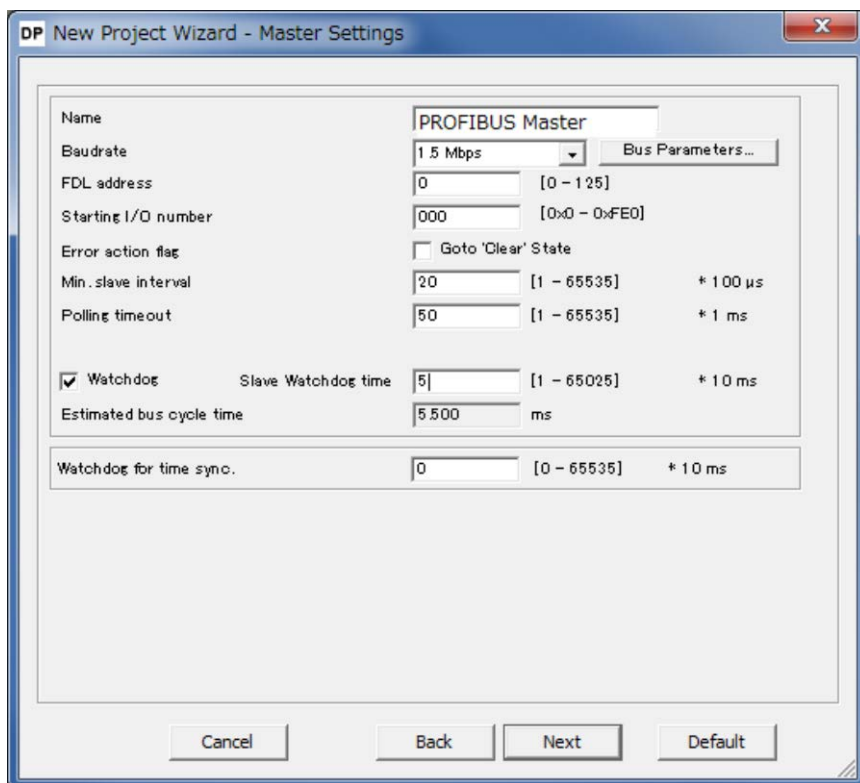 DP New Project Wizard - Master Settings X
Name PROFIBUS Master
Baudrate 1.5 Mbps Bus Parameters...
FDL address 0 [0 - 125]
Starting I/O number 000 [0x0 - 0xFE0]
Error action flag Goto 'Clear' State
Min. slave interval 20 [1 - 65535] * 100 µs
Polling timeout 50 [1 - 65535] * 1 ms
Watchdog Slave Watchdog time 5 [1 - 65025] * 10 ms
Estimated bus cycle time 5.500 ms
Watchdog for time sync. 0 [0 - 65535] * 10 ms
Cancel Back Next Default